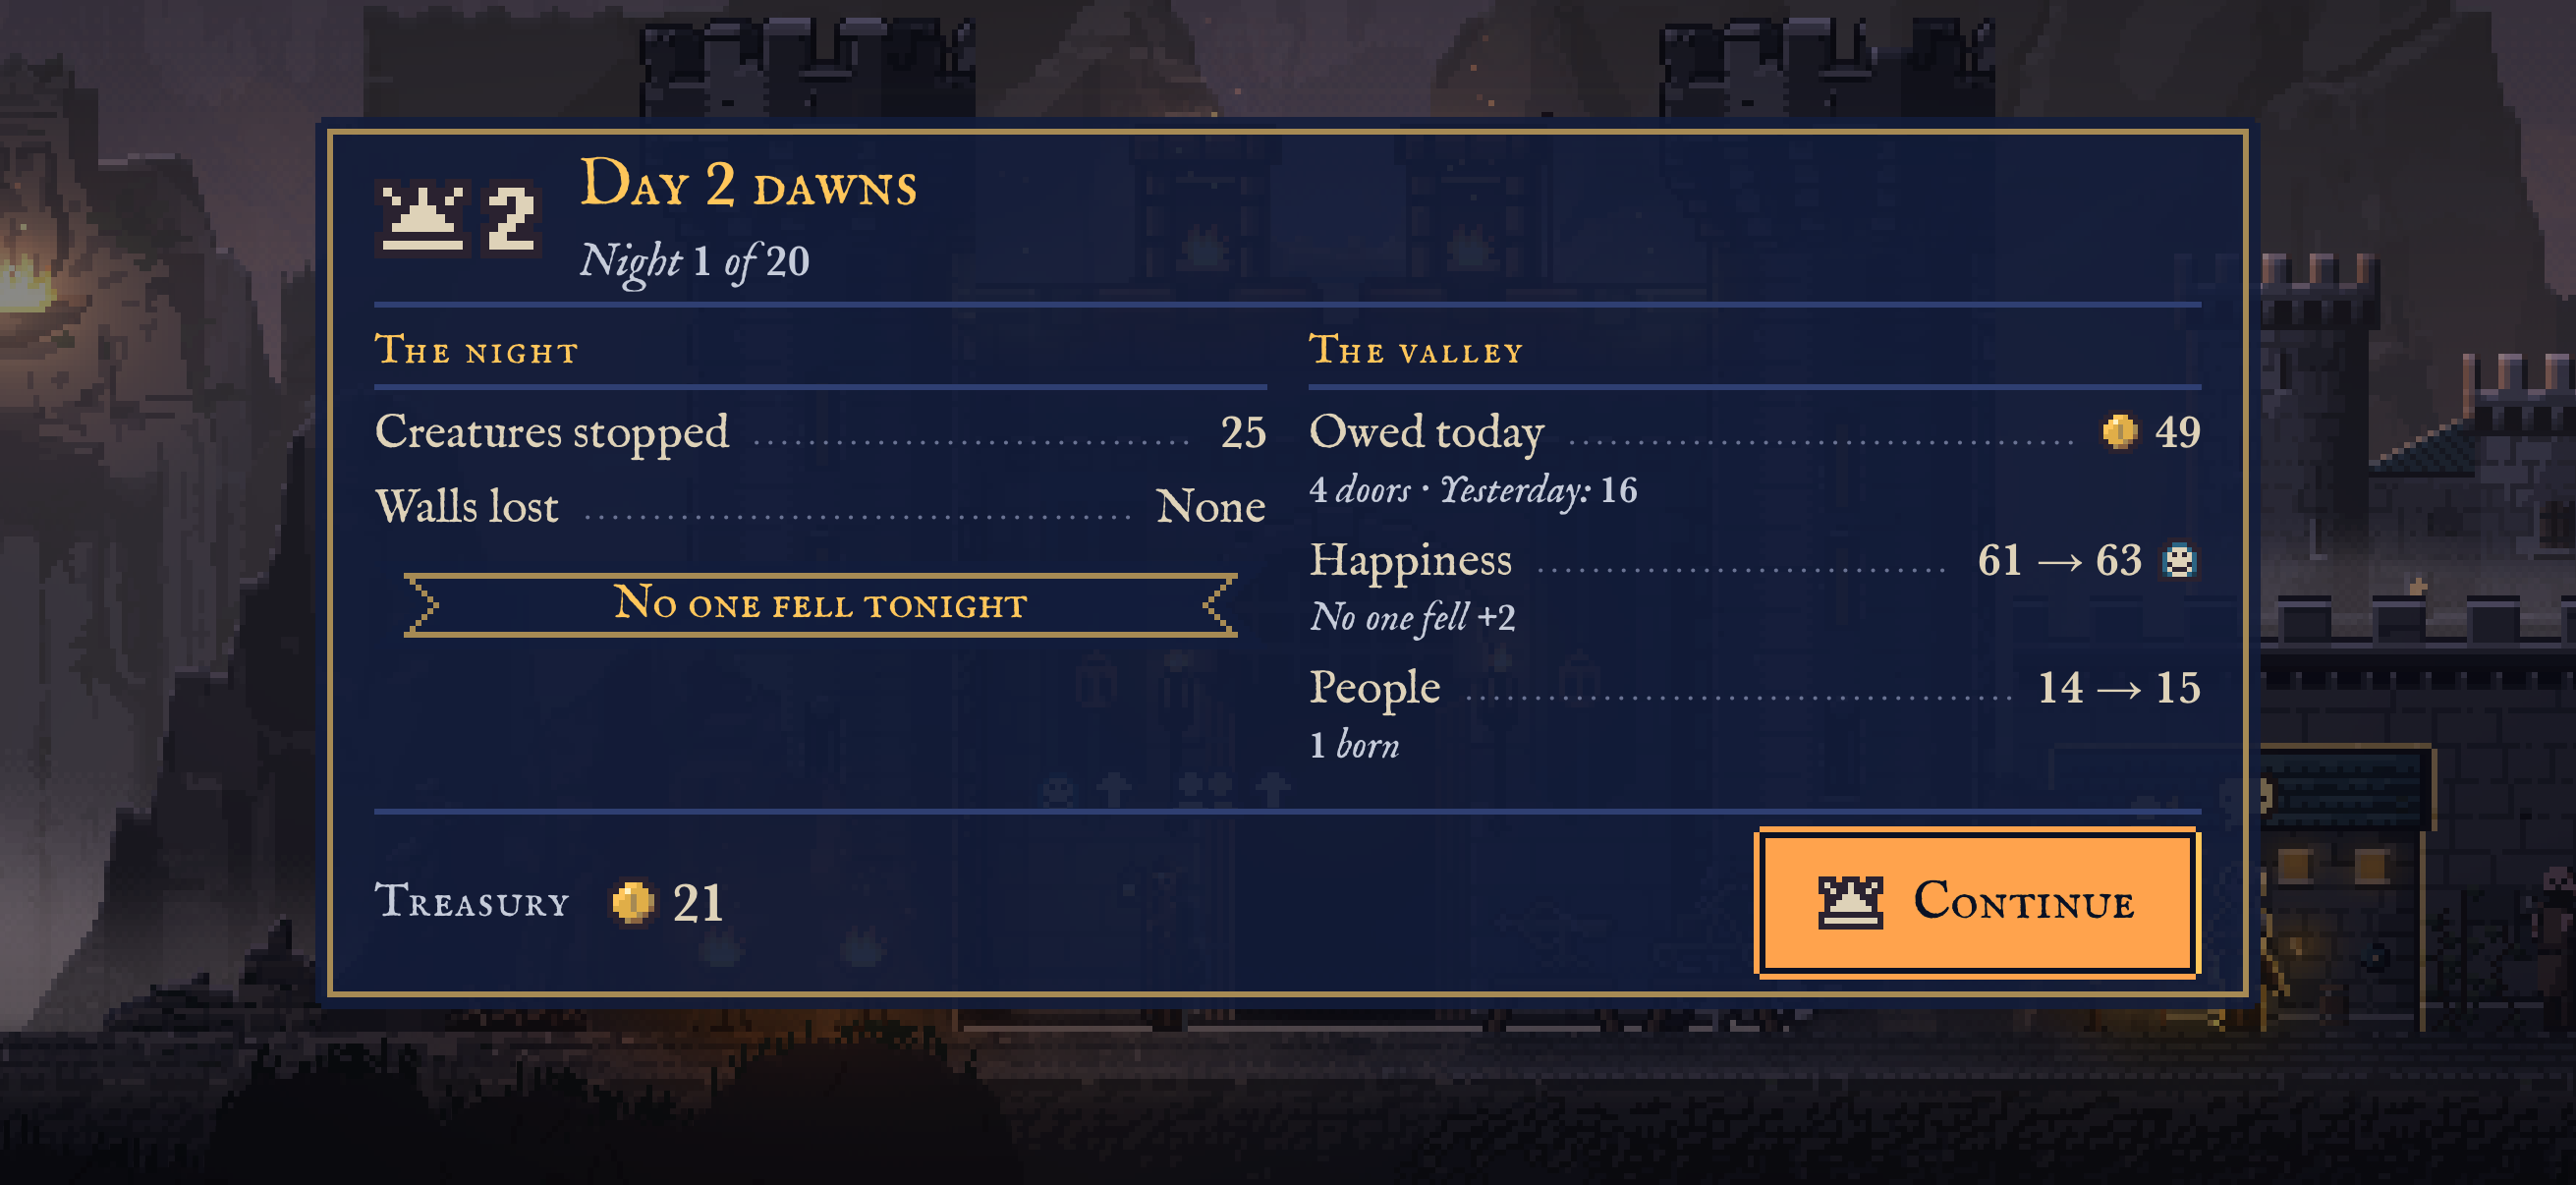 2
Day 2 dawns
Night 1 of 20
The night
Creatures stopped 25
Walls lost None
No one fell tonight
The valley
Owed today 49
4 doors · Yesterday: 16
Happiness 61 → 63
No one fell +2
People 14 → 15
1 born
Treasury 21
Continue